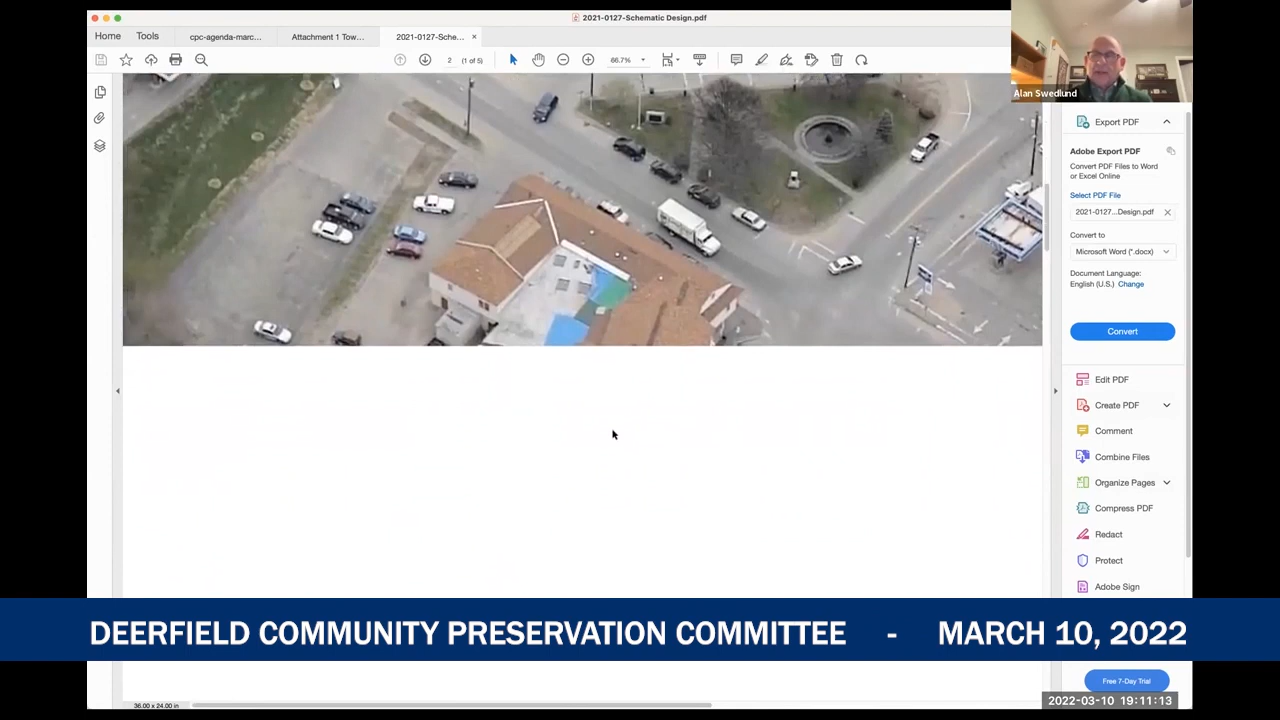 2021-0127-Schematic Design.pdf
Home
Tools
cpc-agenda-marc...
Attachment 1 Tow...
2021-0127-Sche...
2
(1 of 5)
86.7%
Alan Swedlund
Export PDF
Adobe Export PDF
Convert PDF Files to Word
or Excel Online
Select PDF File
2021-0127...Design.pdf
Convert to
Microsoft Word (*.docx)
Document Language:
English (U.S.) Change
Convert
Edit PDF
Create PDF
Comment
Combine Files
Organize Pages
Compress PDF
Redact
Protect
Adobe Sign
DEERFIELD COMMUNITY PRESERVATION COMMITTEE - MARCH 10, 2022
Free 7-Day Trial
36.00 x 24.00 in
2022-03-10 19:11:13